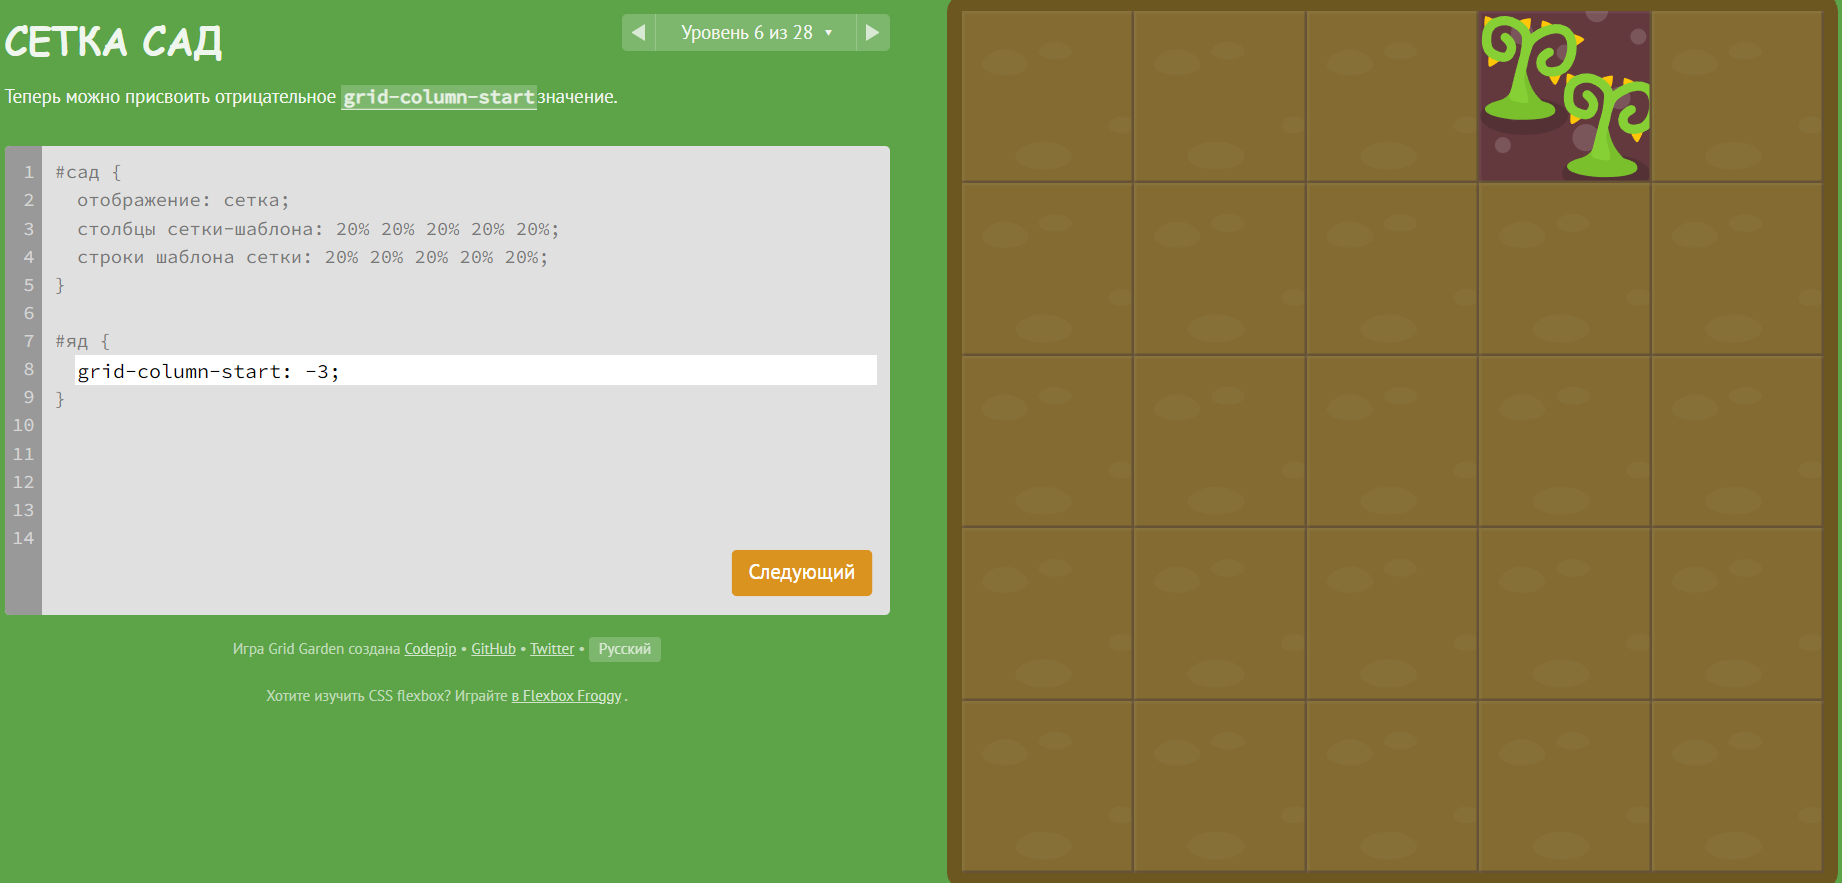 СЕТКА САД
Уровень 6 из 28
Теперь можно присвоить отрицательное grid-column-start значение.
1 #сад {
2 отображение: сетка;
3 столбцы сетки-шаблона: 20% 20% 20% 20% 20%;
4 строки шаблона сетки: 20% 20% 20% 20% 20%;
5 }
6
7 #яд {
8 grid-column-start: -3;
9 }
10
11
12
13
14
Следующий
Игра Grid Garden создана Codepip • GitHub • Twitter • Русский
Хотите изучить CSS flexbox? Играйте в Flexbox Froggy .